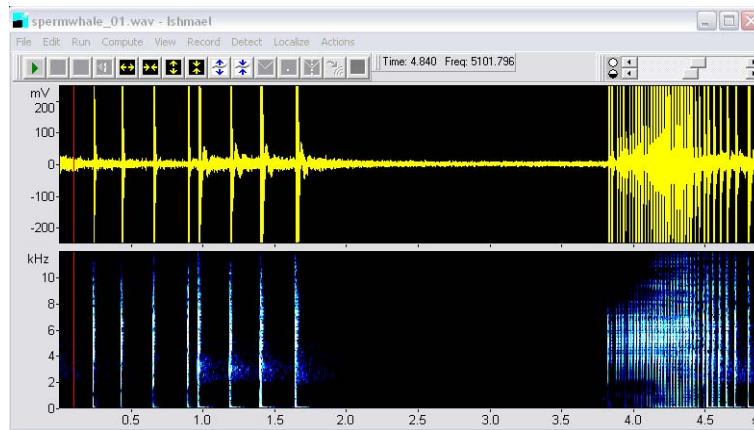 spermwhale_01.wav - Ishmael
File Edit Run Compute View Record Detect Localize Actions
Time: 4.840 Freq: 5101.796
mV
200
100
0
-100
-200
kHz
10
8
6
4
2
0
0.5 1.0 1.5 2.0 2.5 3.0 3.5 4.0 4.5